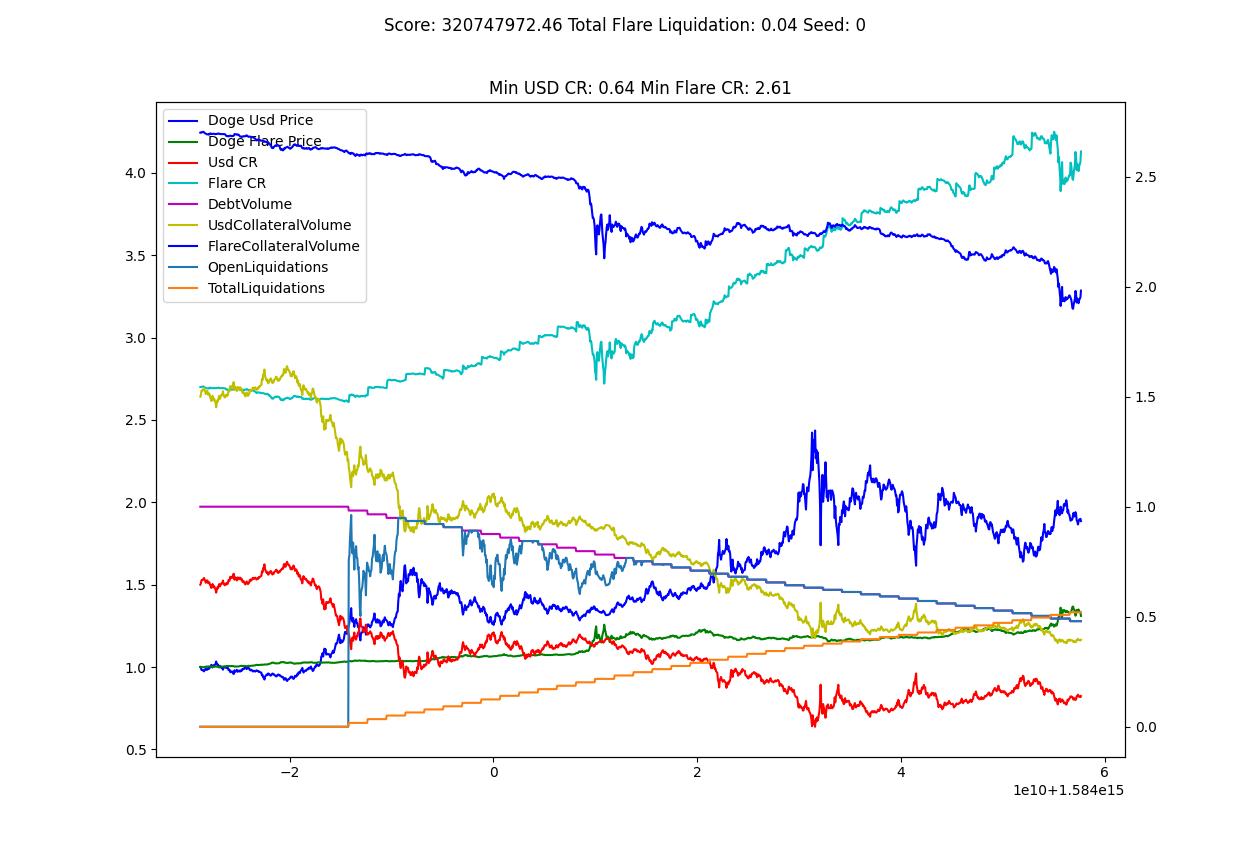 Score: 320747972.46 Total Flare Liquidation: 0.04 Seed: 0
Min USD CR: 0.64 Min Flare CR: 2.61
Doge Usd Price
Doge Flare Price
Usd CR
Flare CR
DebtVolume
UsdCollateralVolume
FlareCollateralVolume
OpenLiquidations
TotalLiquidations
4.0
3.5
3.0
2.5
2.0
1.5
1.0
0.5
2.5
2.0
1.5
1.0
0.5
0.0
−2 0 2 4 6
1e10+1.584e15